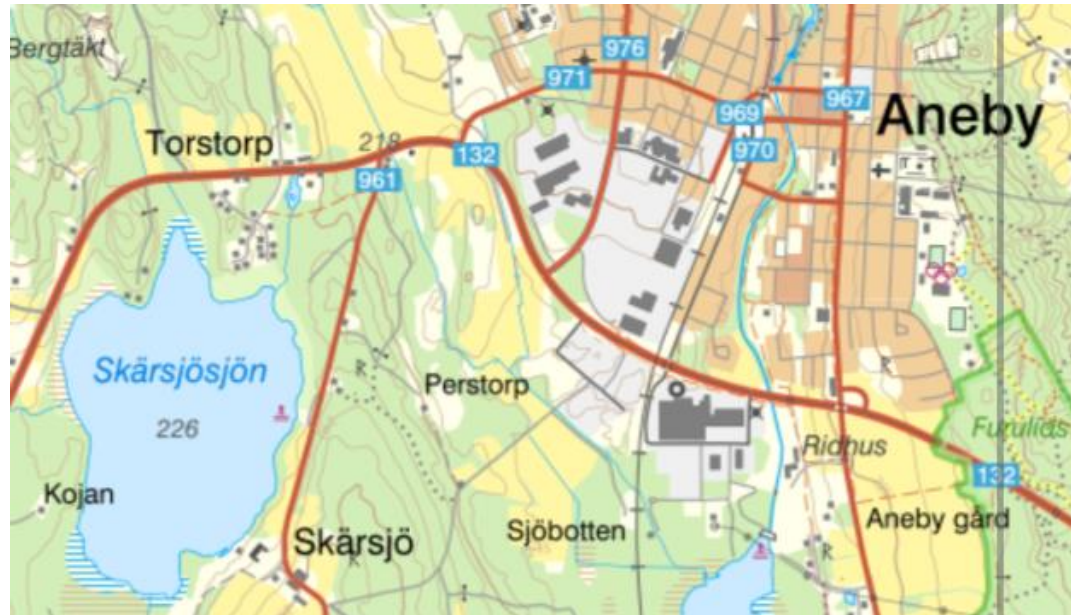 Bergtäkt
976
971
967
969
Aneby
Torstorp
218
132
970
961
Skärsjösjön
Perstorp
226
Furulids
Ridhus
132
Kojan
Aneby gård
Sjöbotten
Skärsjö